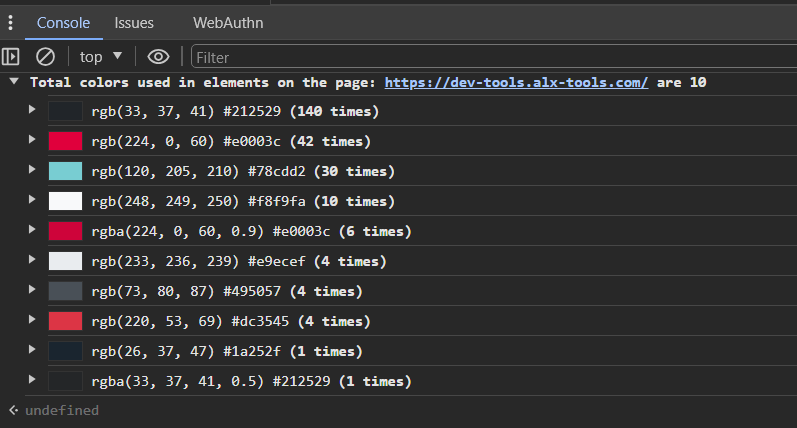 Console Issues WebAuthn
top Filter
Total colors used in elements on the page: https://dev-tools.alx-tools.com/ are 10
rgb(33, 37, 41) #212529 (140 times)
rgb(224, 0, 60) #e0003c (42 times)
rgb(120, 205, 210) #78cdd2 (30 times)
rgb(248, 249, 250) #f8f9fa (10 times)
rgba(224, 0, 60, 0.9) #e0003c (6 times)
rgb(233, 236, 239) #e9ecef (4 times)
rgb(73, 80, 87) #495057 (4 times)
rgb(220, 53, 69) #dc3545 (4 times)
rgb(26, 37, 47) #1a252f (1 times)
rgba(33, 37, 41, 0.5) #212529 (1 times)
undefined